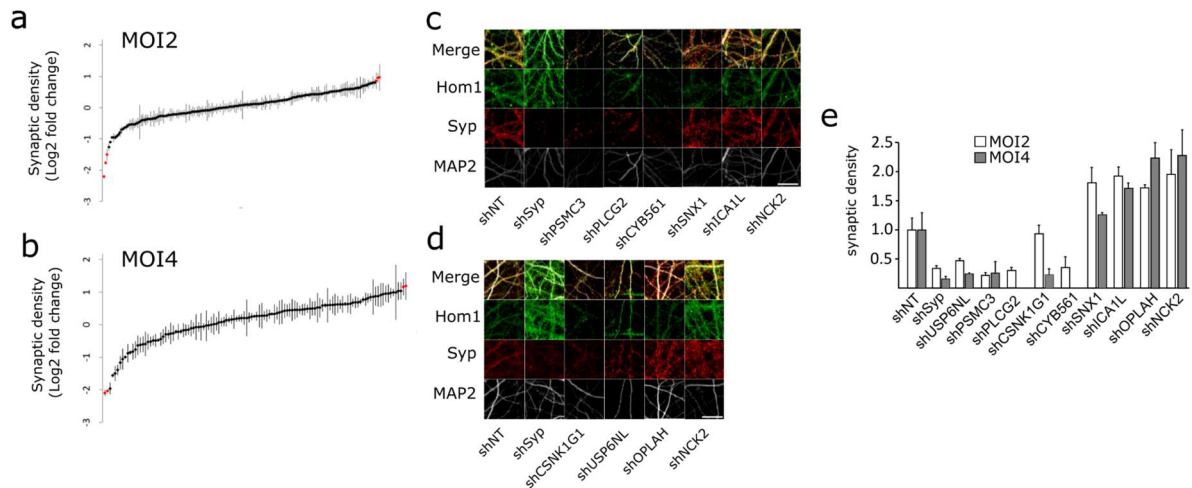 a
MOI2
Synaptic density
(Log2 fold change)
2
1
0
-1
-2
-3
b
MOI4
Synaptic density
(Log2 fold change)
2
1
0
-1
-2
-3
c
Merge
Hom1
Syp
MAP2
shNT
shSyp
shPSMC3
shPLCG2
shCYB561
shSNX1
shICA1L
shNCK2
d
Merge
Hom1
Syp
MAP2
shNT
shSyp
shCSNK1G1
shUSP6NL
shOPLAH
shNCK2
e
MOI2
MOI4
synaptic density
2.5
2.0
1.5
1.0
0.5
shNT
shSyp
shUSP6NL
shPSMC3
shPLCG2
shCSNK1G1
shCYB561
shSNX1
shICA1L
shOPLAH
shNCK2